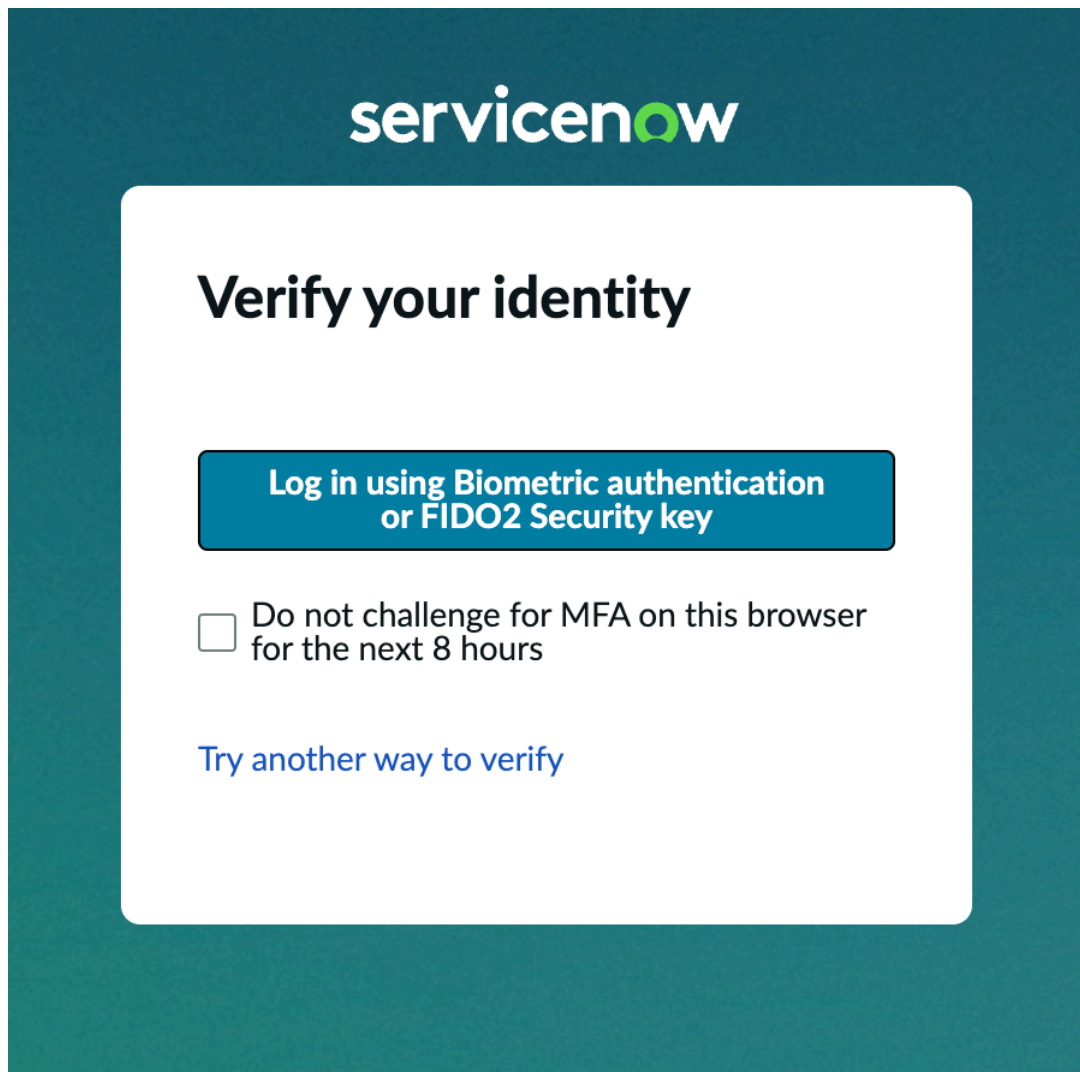 servicenow
Verify your identity
Log in using Biometric authentication
or FIDO2 Security key
Do not challenge for MFA on this browser
for the next 8 hours
Try another way to verify